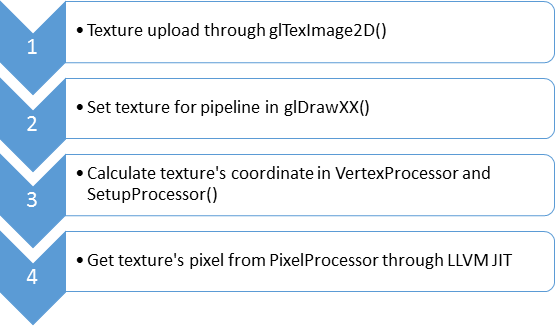 1
• Texture upload through glTexImage2D()
2
• Set texture for pipeline in glDrawXX()
3
• Calculate texture's coordinate in VertexProcessor and
SetupProcessor()
4
• Get texture's pixel from PixelProcessor through LLVM JIT